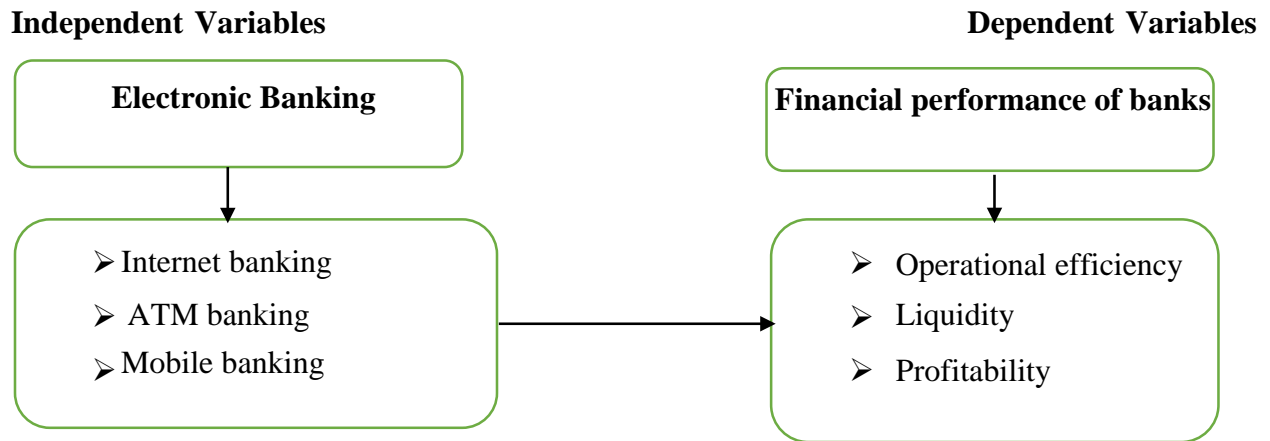 Independent Variables
Dependent Variables
Electronic Banking
Financial performance of banks
➢ Internet banking
➢ ATM banking
➢ Mobile banking
➢ Operational efficiency
➢ Liquidity
➢ Profitability